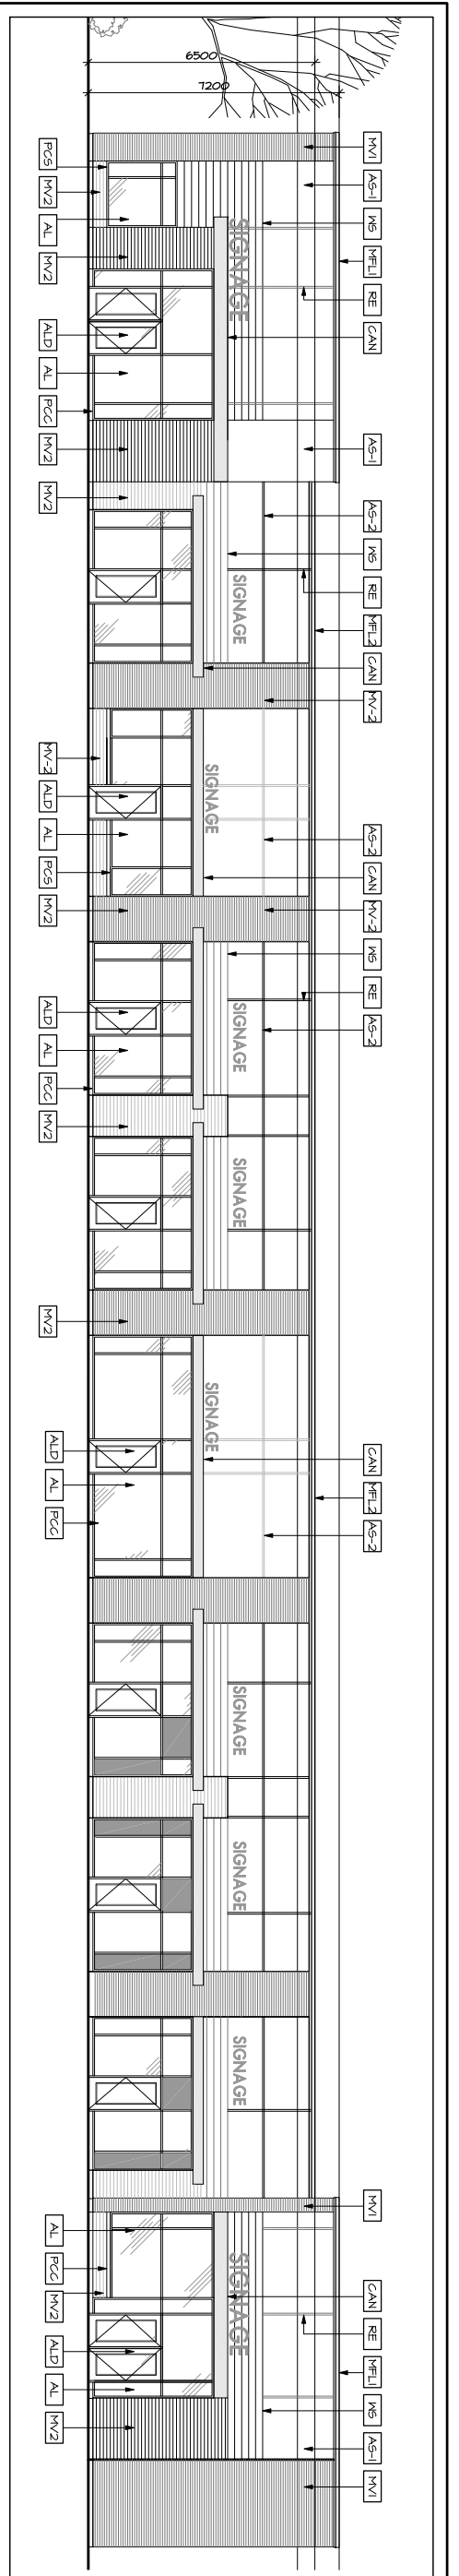 6500
7200
MV1
AS-1
WS
MFL1
RE
CAN
AS-1
AS-2
WS
RE
MFL2
CAN
MV-2
AS-2
CAN
MV-2
WS
RE
AS-2
CAN
MFL2
AS-2
MV1
CAN
RE
MFL1
WS
AS-1
MV1
SIGNAGE
SIGNAGE
SIGNAGE
SIGNAGE
SIGNAGE
SIGNAGE
SIGNAGE
SIGNAGE
SIGNAGE
SIGNAGE
PCS
MV2
AL
MV2
ALD
AL
PCC
MV2
MV2
MV-2
ALD
AL
PCS
MV2
ALD
AL
PCC
MV2
MV2
ALD
AL
PCC
AL
PCC
MV2
ALD
AL
MV2